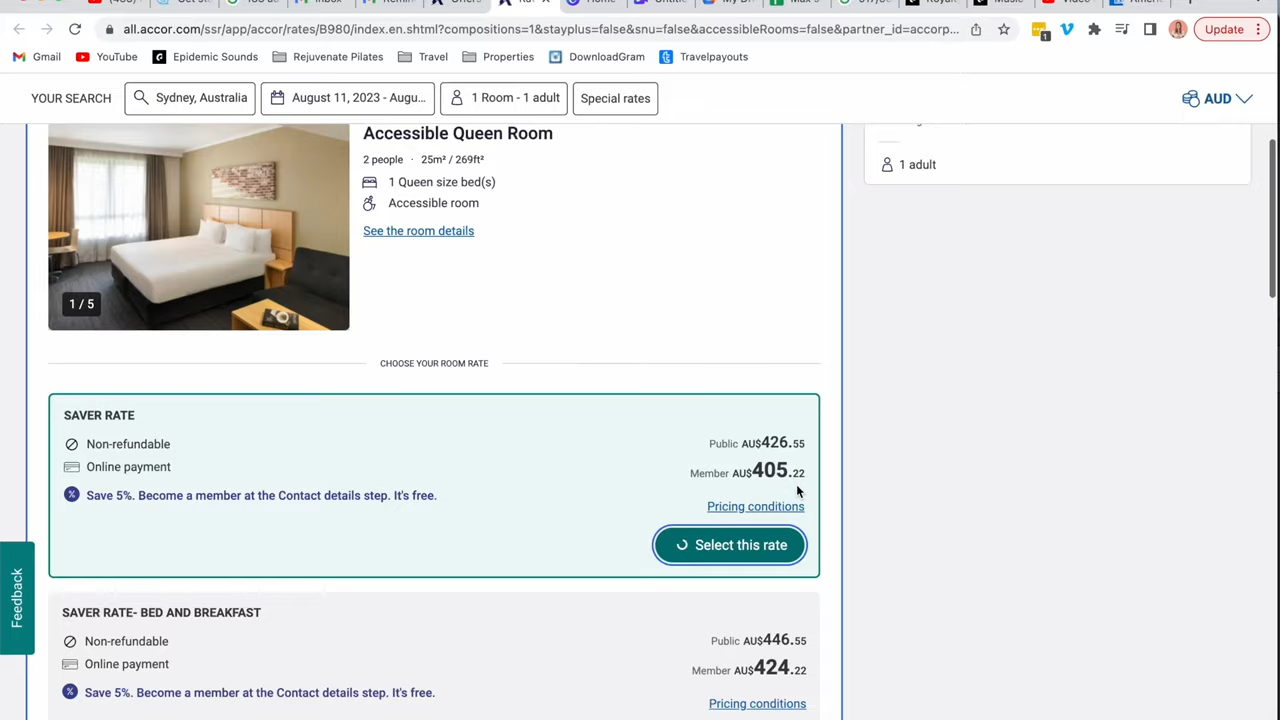 all.accor.com/ssr/app/accor/rates/B980/index.en.shtml?compositions=1&stayplus=false&snu=false&accessibleRooms=false&partner_id=accorp...
Update
1
Gmail
YouTube
Epidemic Sounds
Rejuvenate Pilates
Travel
Properties
DownloadGram
Travelpayouts
YOUR SEARCH
Sydney, Australia
August 11, 2023 - Augu...
1 Room - 1 adult
Special rates
AUD
Accessible Queen Room
2 people · 25m² / 269ft²
1 Queen size bed(s)
Accessible room
See the room details
1 / 5
1 adult
CHOOSE YOUR ROOM RATE
SAVER RATE
Non-refundable
Public AU$426.55
Online payment
Member AU$405.22
% Save 5%. Become a member at the Contact details step. It's free.
Pricing conditions
Select this rate
Feedback
SAVER RATE- BED AND BREAKFAST
Non-refundable
Public AU$446.55
Online payment
Member AU$424.22
% Save 5%. Become a member at the Contact details step. It's free.
Pricing conditions